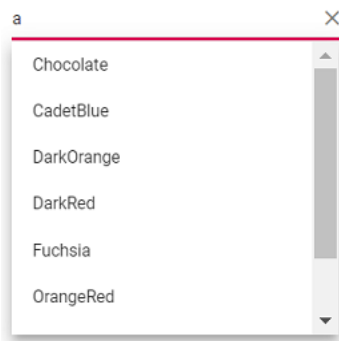 a
Chocolate
CadetBlue
DarkOrange
DarkRed
Fuchsia
OrangeRed